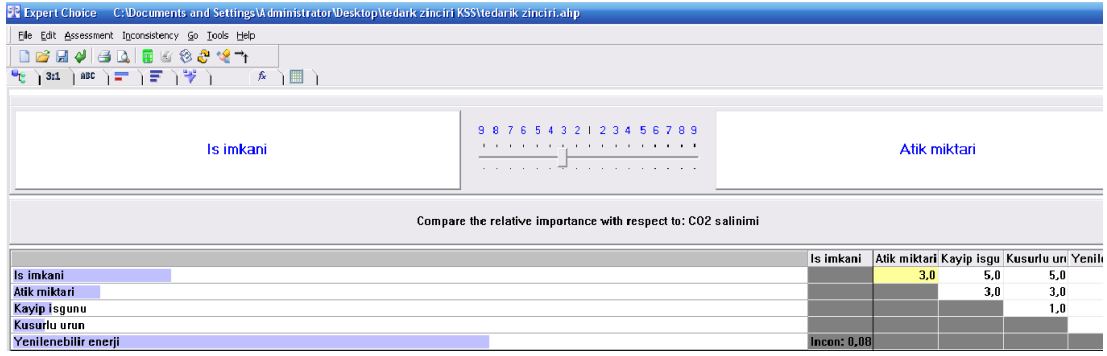 Expert Choice C:\Documents and Settings\Administrator\Desktop\tedark zinciri KSS\tedarik zinciri.ahp
File Edit Assessment Inconsistency Go Tools Help
3:1 ABC fx
9 8 7 6 5 4 3 2 1 2 3 4 5 6 7 8 9
Is imkani Atik miktari
Compare the relative importance with respect to: CO2 salinimi
Is imkani Atik miktari Kayip isgu Kusurlu uru Yenile
Is imkani 3,0 5,0 5,0
Atik miktari 3,0 3,0
Kayip isgunu 1,0
Kusurlu urun
Yenilenebilir enerji Incon: 0,08